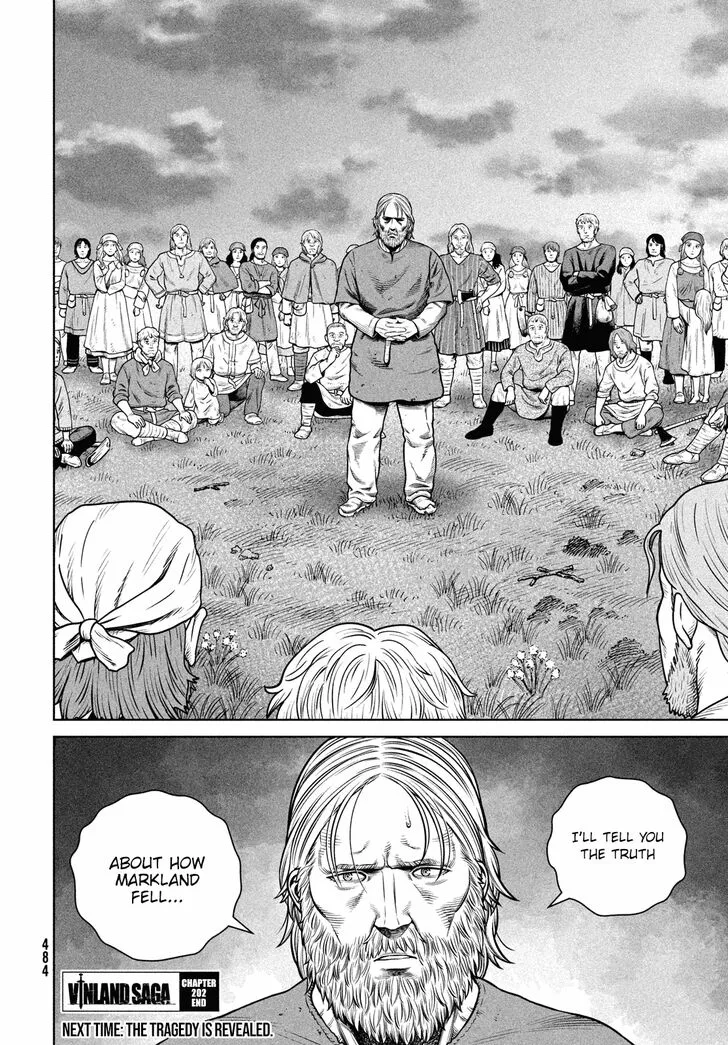 I'LL TELL YOU
THE TRUTH
ABOUT HOW
MARKLAND
FELL...
484
VINLAND SAGA
CHAPTER
202
END
NEXT TIME: THE TRAGEDY IS REVEALED.